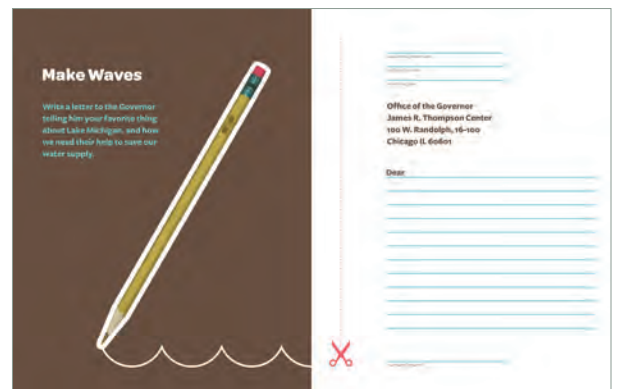 Make Waves
Write a letter to the Governor
telling him your favorite thing
about Lake Michigan, and how
we need their help to save our
water supply.
Office of the Governor
James R. Thompson Center
100 W. Randolph, 16-100
Chicago IL 60601
Dear